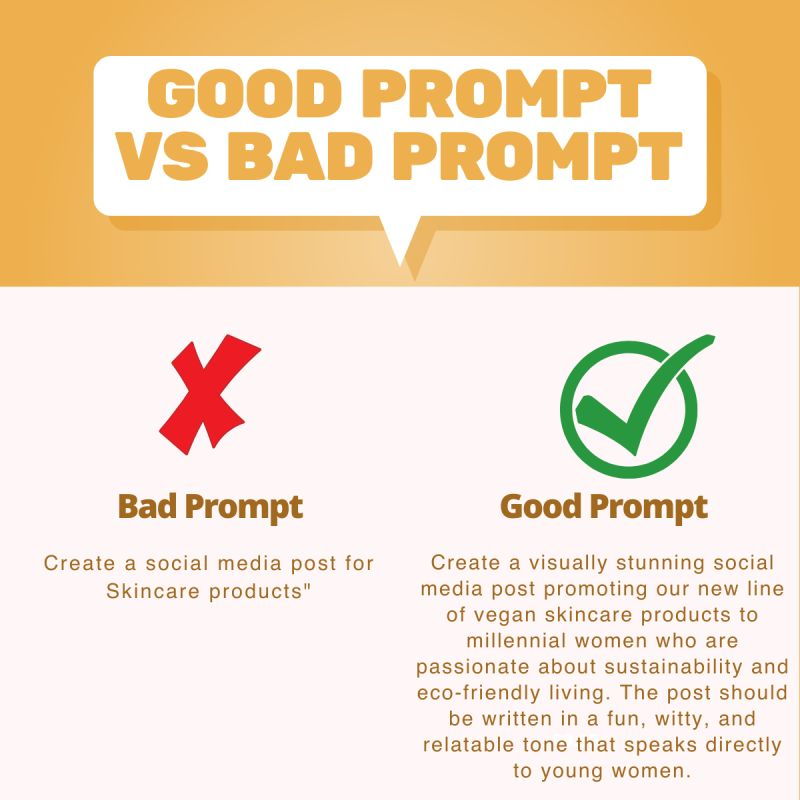 GOOD PROMPT
VS BAD PROMPT
Bad Prompt
Create a social media post for
Skincare products"
Good Prompt
Create a visually stunning social
media post promoting our new line
of vegan skincare products to
millennial women who are
passionate about sustainability and
eco-friendly living. The post should
be written in a fun, witty, and
relatable tone that speaks directly
to young women.